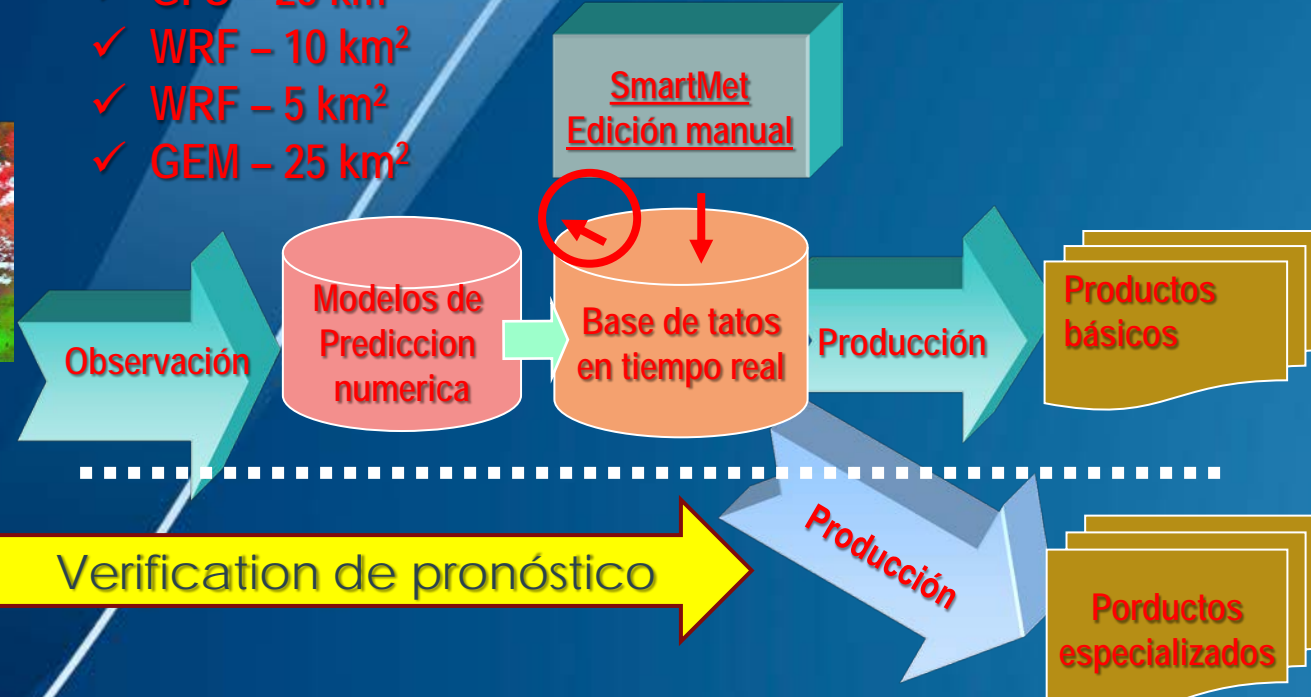 ✓ WRF – 10 km²
✓ WRF – 5 km²
✓ GEM – 25 km²
SmartMet
Edición manual
Observación
Modelos de
Prediccion
numerica
Base de tatos
en tiempo real
Producción
Productos
básicos
Verification de pronóstico
Producción
Porductos
especializados